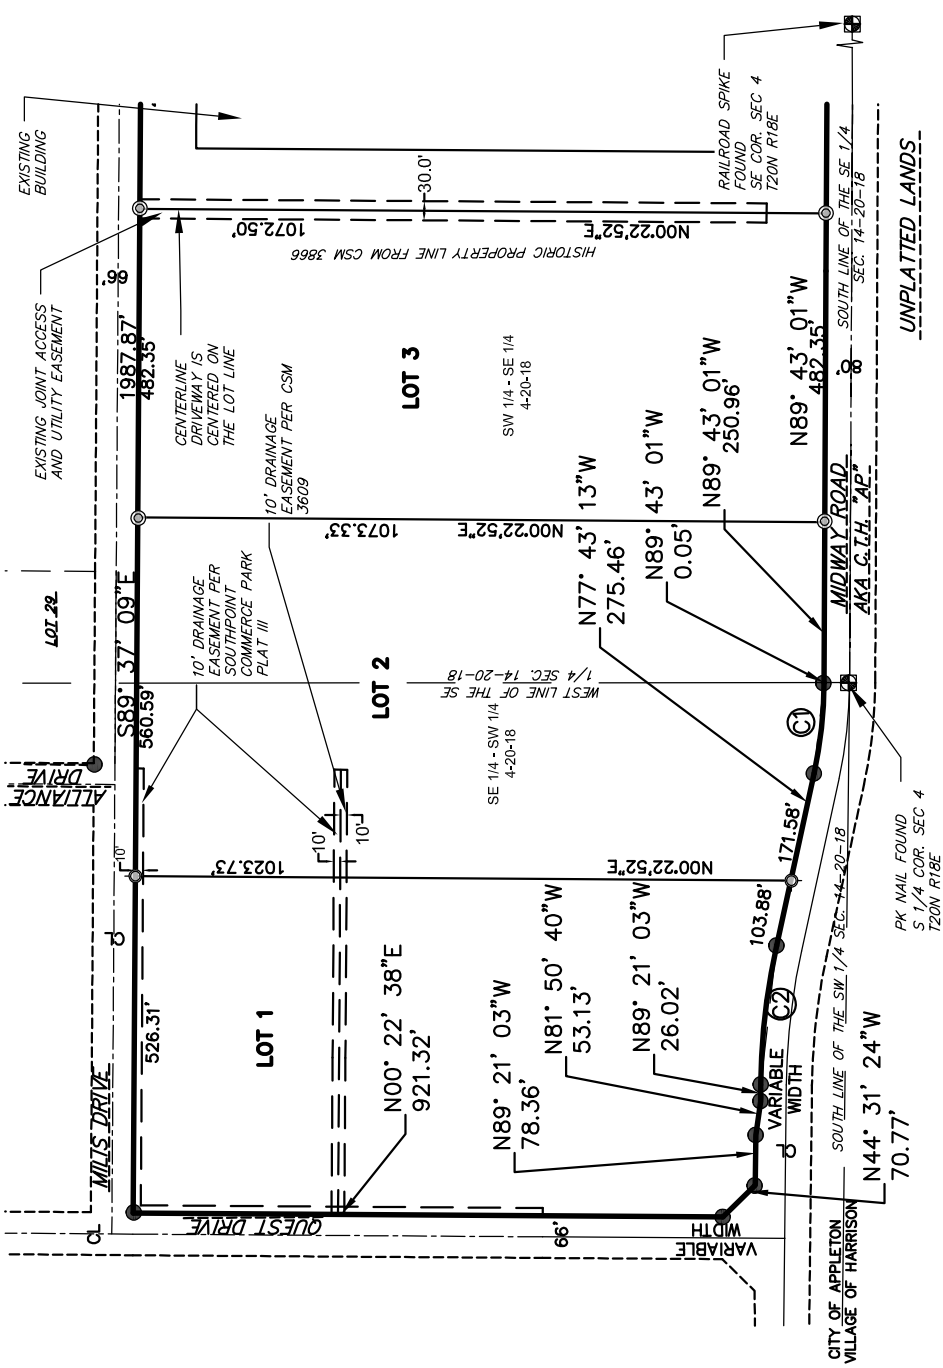 EXISTING
BUILDING
EXISTING JOINT ACCESS
AND UTILITY EASEMENT
66'
1987.87'
482.35'
CENTERLINE
DRIVEWAY IS
CENTERED ON
THE LOT LINE
30.0'
1072.50'
N00°22'52"E
HISTORIC PROPERTY LINE FROM CSM 3866
RAILROAD SPIKE
FOUND
SE COR. SEC 4
T20N R18E
SOUTH LINE OF THE SE 1/4
SEC. 14-20-18
UNPLATTED LANDS
LOT 3
SW 1/4 - SE 1/4
4-20-18
N89° 43' 01"W
482.35'
80'
MIDWAY ROAD
AKA C.T.H. "AP"
10' DRAINAGE
EASEMENT PER CSM
3609
1073.33'
N00°22'52"E
N89° 43' 01"W
250.96'
N89° 43' 01"W
0.05'
N77° 43' 13"W
275.46'
LOT 29
S89° 37' 09"E
560.59'
10' DRAINAGE
EASEMENT PER
SOUTHPOINT
COMMERCE PARK
PLAT III
LOT 2
WEST LINE OF THE SE
1/4 SEC. 14-20-18
SE 1/4 - SW 1/4
4-20-18
C1
171.58'
PK NAIL FOUND
S 1/4 COR. SEC 4
T20N R18E
ALLIANCE
DRIVE
10'
10'
10'
1023.73'
N00°22'52"E
103.88'
C2
SOUTH LINE OF THE SW 1/4 SEC. 14-20-18
CL
526.31'
LOT 1
N00° 22' 38"E
921.32'
N89° 21' 03"W
78.36'
N81° 50' 40"W
53.13'
N89° 21' 03"W
26.02'
VARIABLE
WIDTH
CL
N44° 31' 24"W
70.77'
MILIS DRIVE
CL
QUEST DRIVE
66'
VARIABLE
WIDTH
CITY OF APPLETON
VILLAGE OF HARRISON